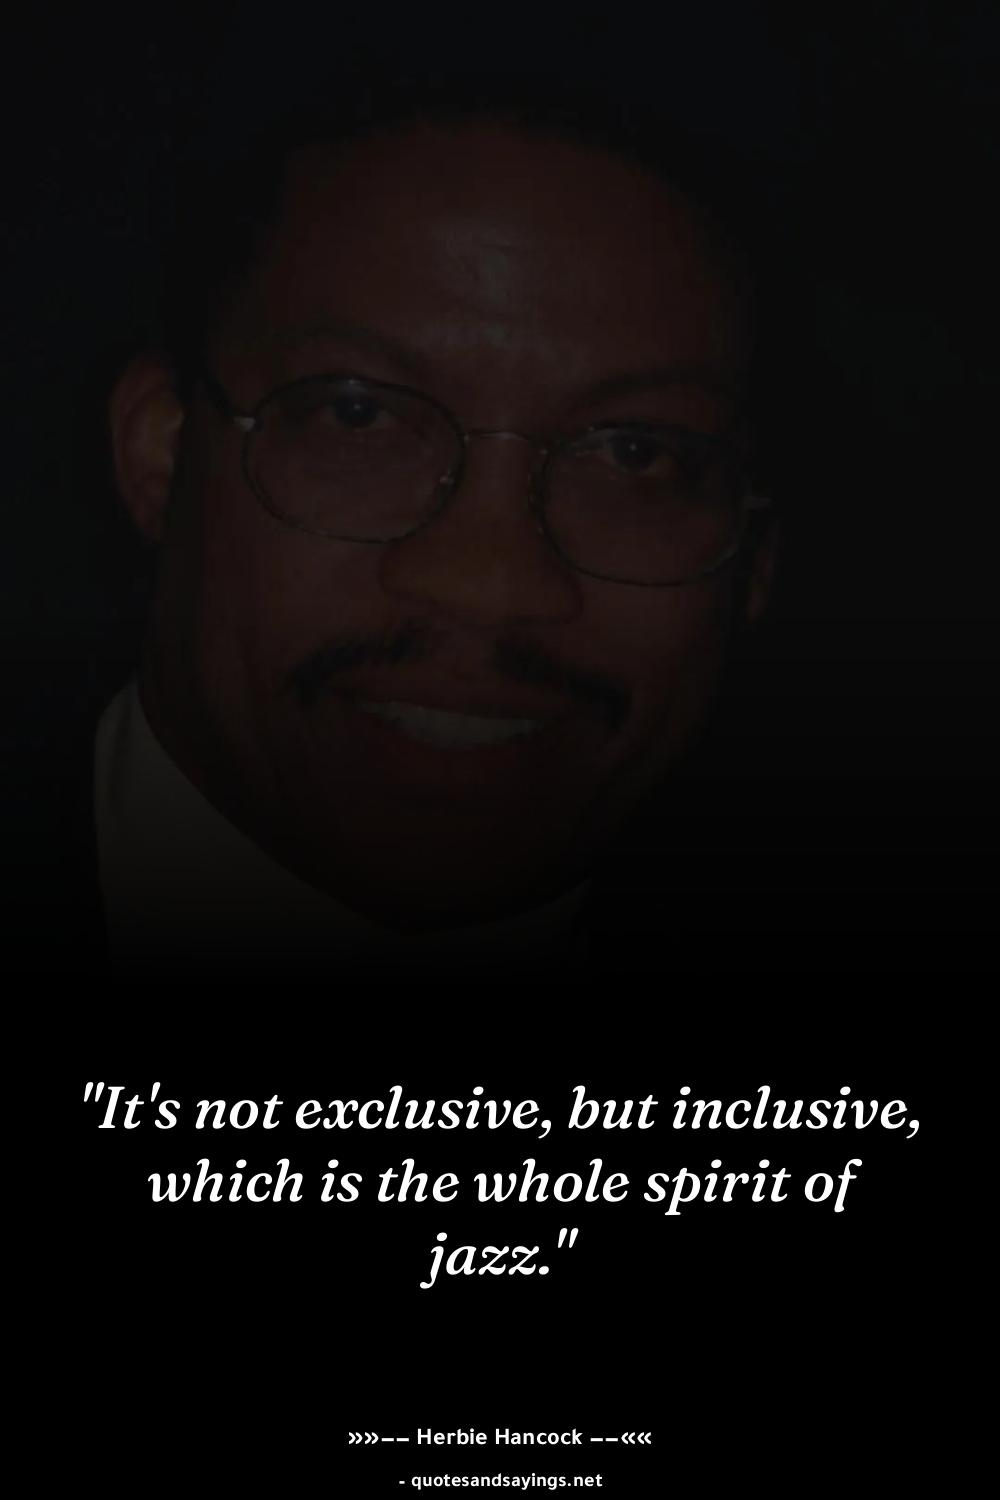 "It's not exclusive, but inclusive,
which is the whole spirit of
jazz."
»»−− Herbie Hancock −−««
- quotesandsayings.net